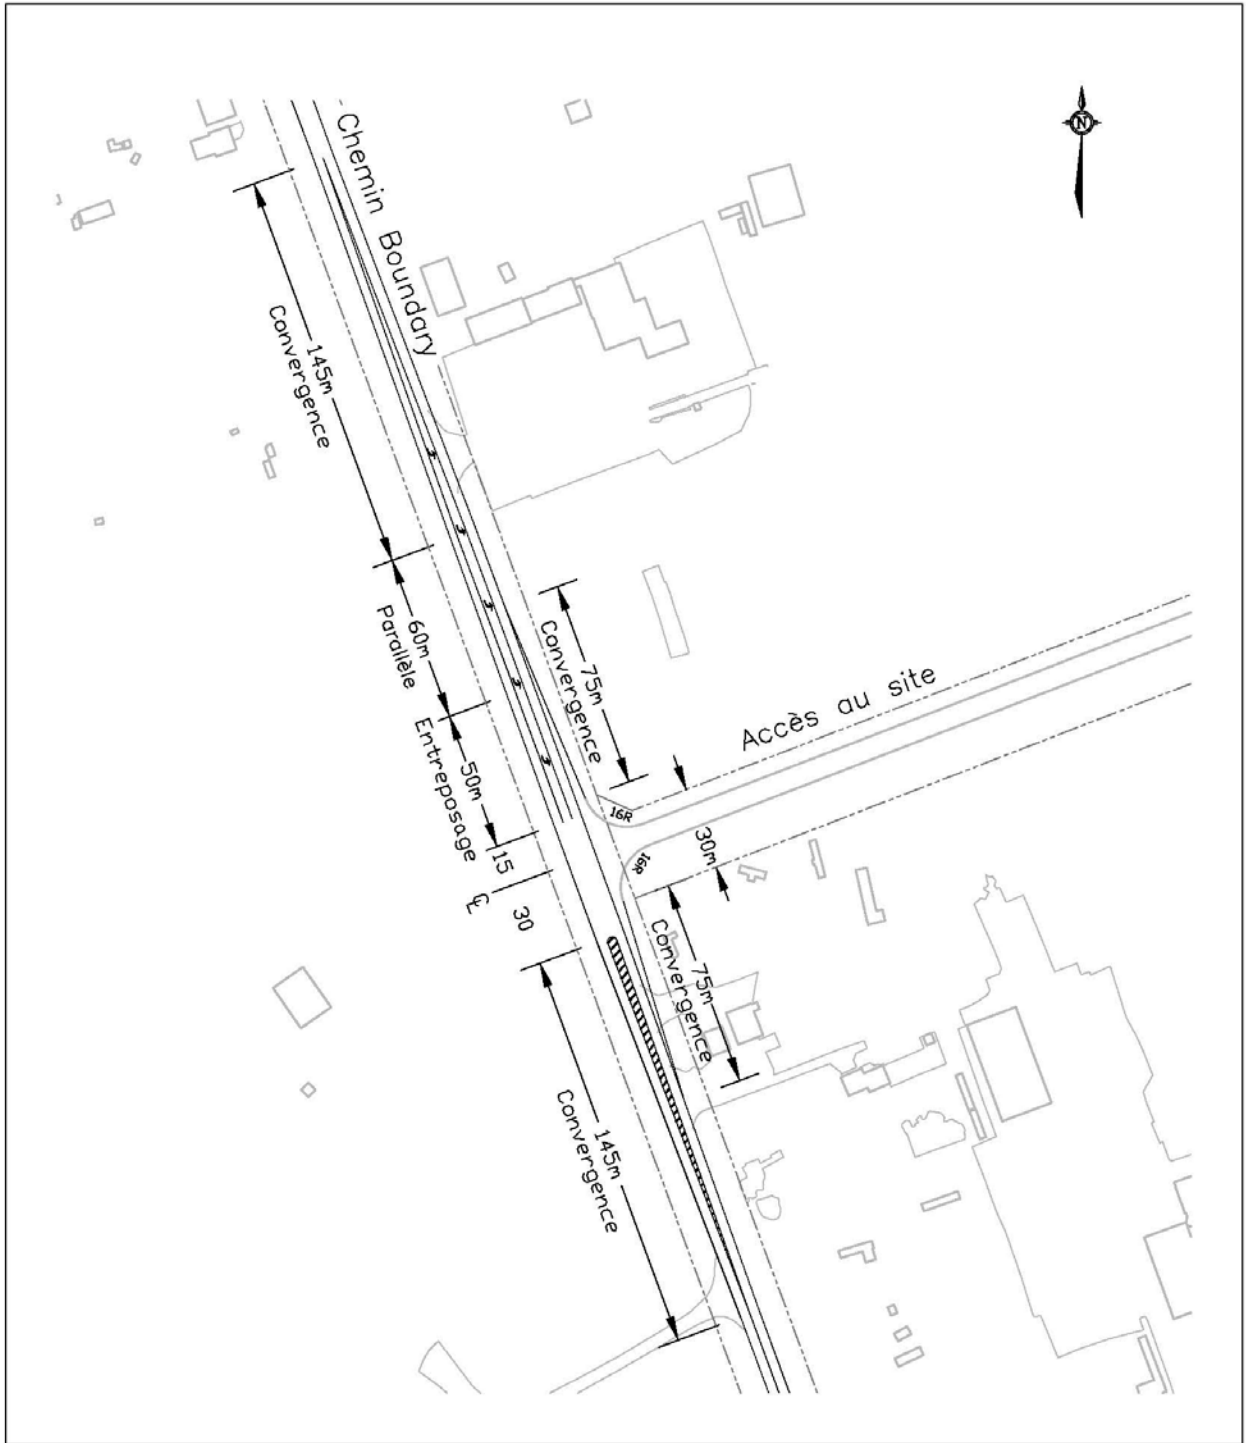 N
Chemin Boundary
145m
Convergence
60m
Parallèle
75m
Convergence
Accès au site
50m
Entreposage
16R
15
16R
30m
℄
30
75m
Convergence
145m
Convergence